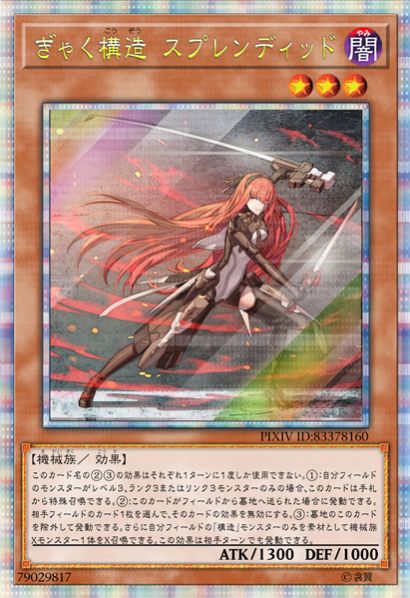 ぎゃく構造 スプレンディッド 闇
PIXIV ID:83378160
【機械族／効果】
このカード名の②③の効果はそれぞれ1ターンに1度しか使用できない。①:自分フィールド
のモンスターがレベル3、ランク3またはリンク3モンスターのみの場合、このカードは手札
から特殊召喚できる。②:このカードがフィールドから墓地へ送られた場合に発動できる。
相手フィールドのカード1枚を選んで、そのカードの効果を無効にする。③:墓地のこのカード
を除外して発動できる。さらに自分フィールドの「構造」モンスターのみを素材として機械族
Xモンスター1体をX召喚できる。この効果は相手ターンでも発動できる。
ATK/1300 DEF/1000
79029817 ©袁翼